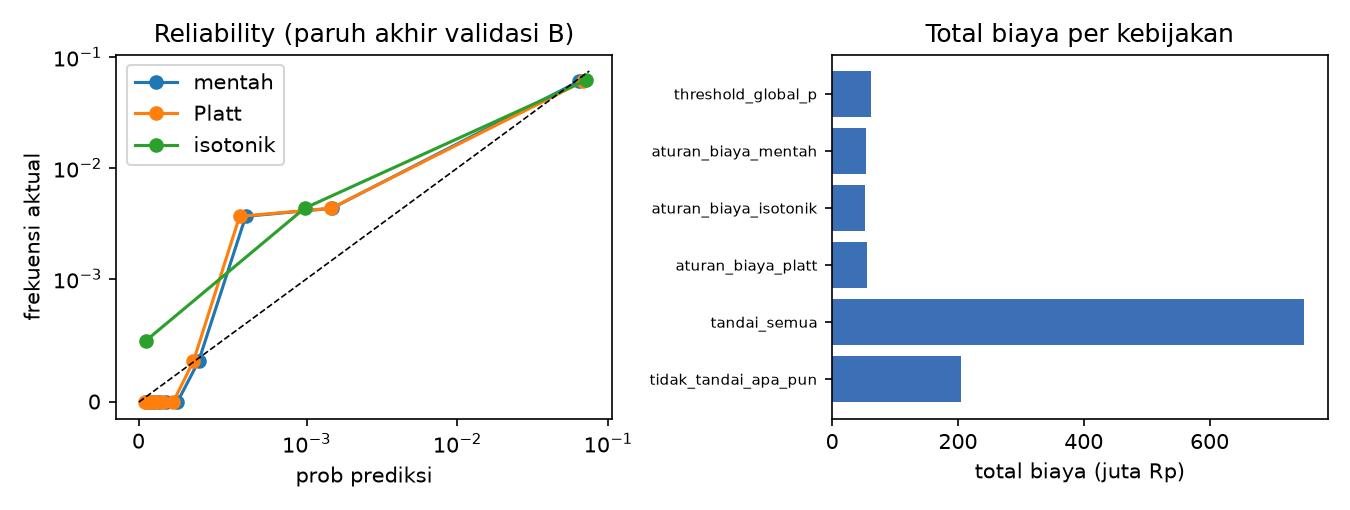 Reliability (paruh akhir validasi B)
10⁻¹
10⁻²
10⁻³
0
frekuensi aktual
mentah
Platt
isotonik
0
10⁻³
10⁻²
10⁻¹
prob prediksi
Total biaya per kebijakan
threshold_global_p
aturan_biaya_mentah
aturan_biaya_isotonik
aturan_biaya_platt
tandai_semua
tidak_tandai_apa_pun
0
200
400
600
total biaya (juta Rp)